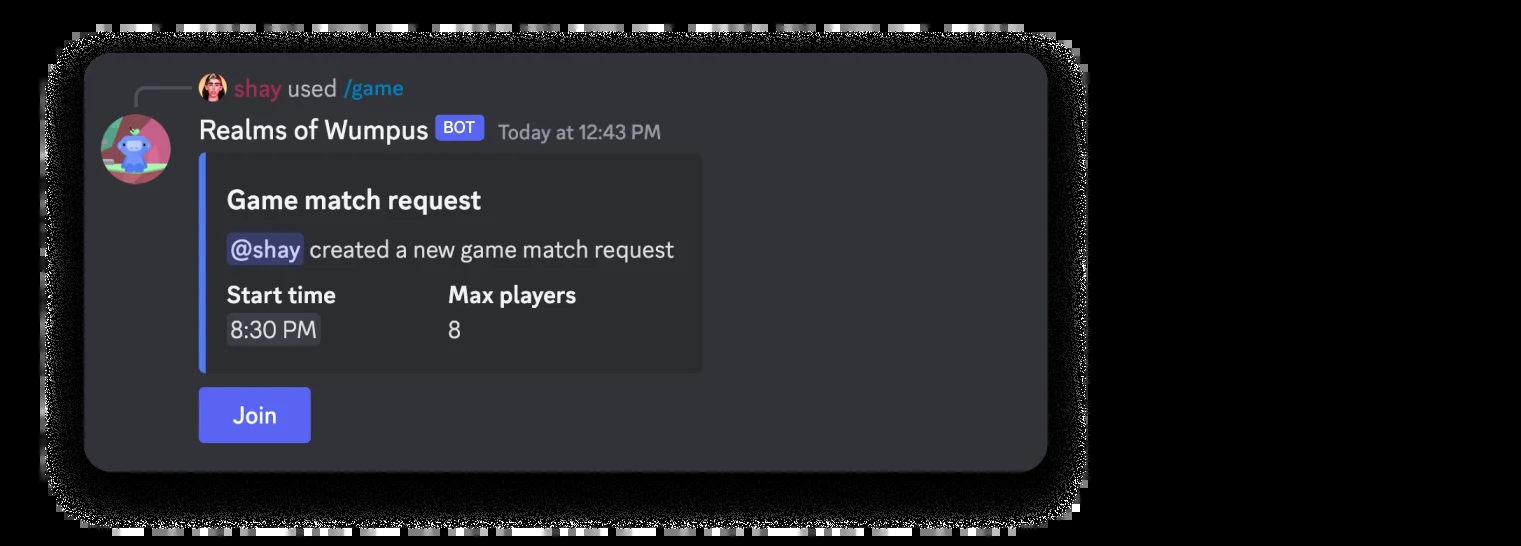 shay used /game
Realms of Wumpus BOT Today at 12:43 PM
Game match request
@shay created a new game match request
Start time Max players
8:30 PM 8
Join